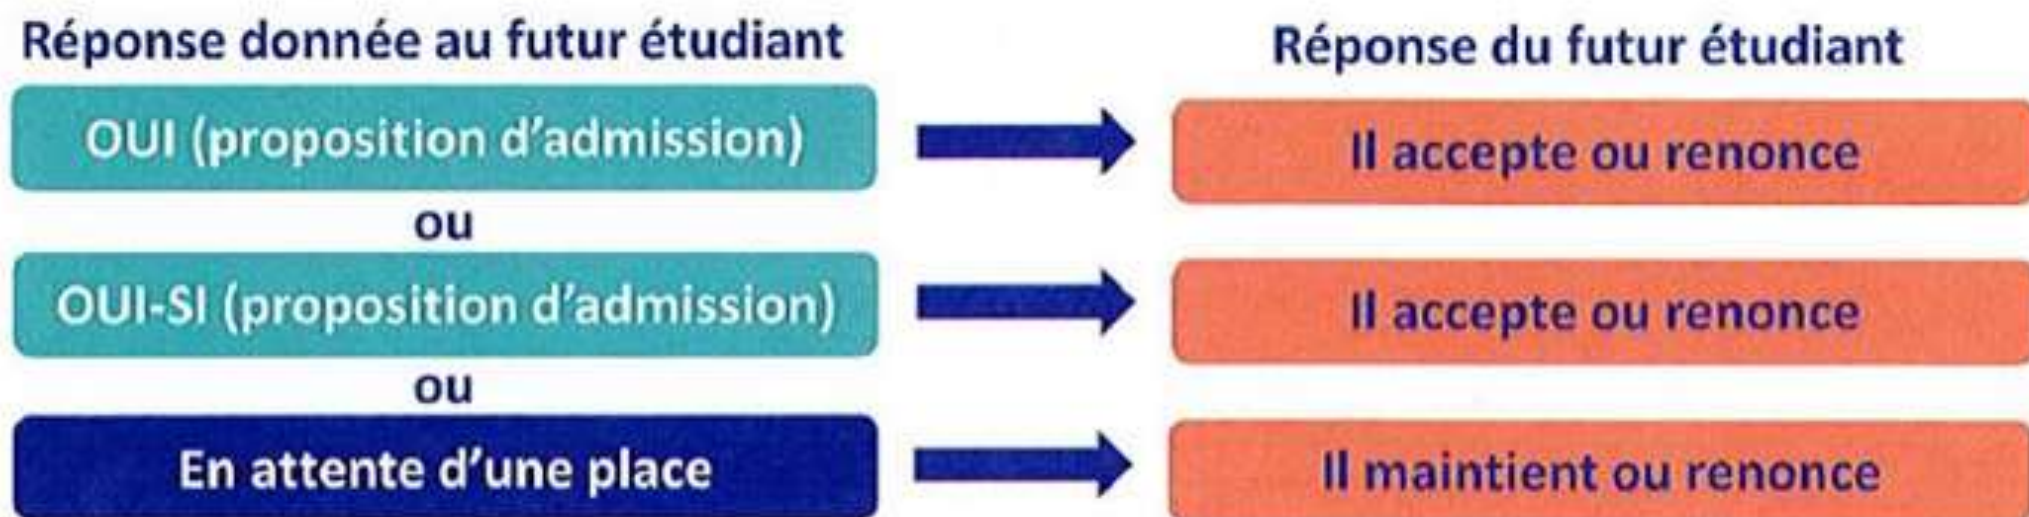 Réponse donnée au futur étudiant
Réponse du futur étudiant
OUI (proposition d'admission)
Il accepte ou renonce
ou
OUI-SI (proposition d'admission)
Il accepte ou renonce
ou
En attente d'une place
Il maintient ou renonce